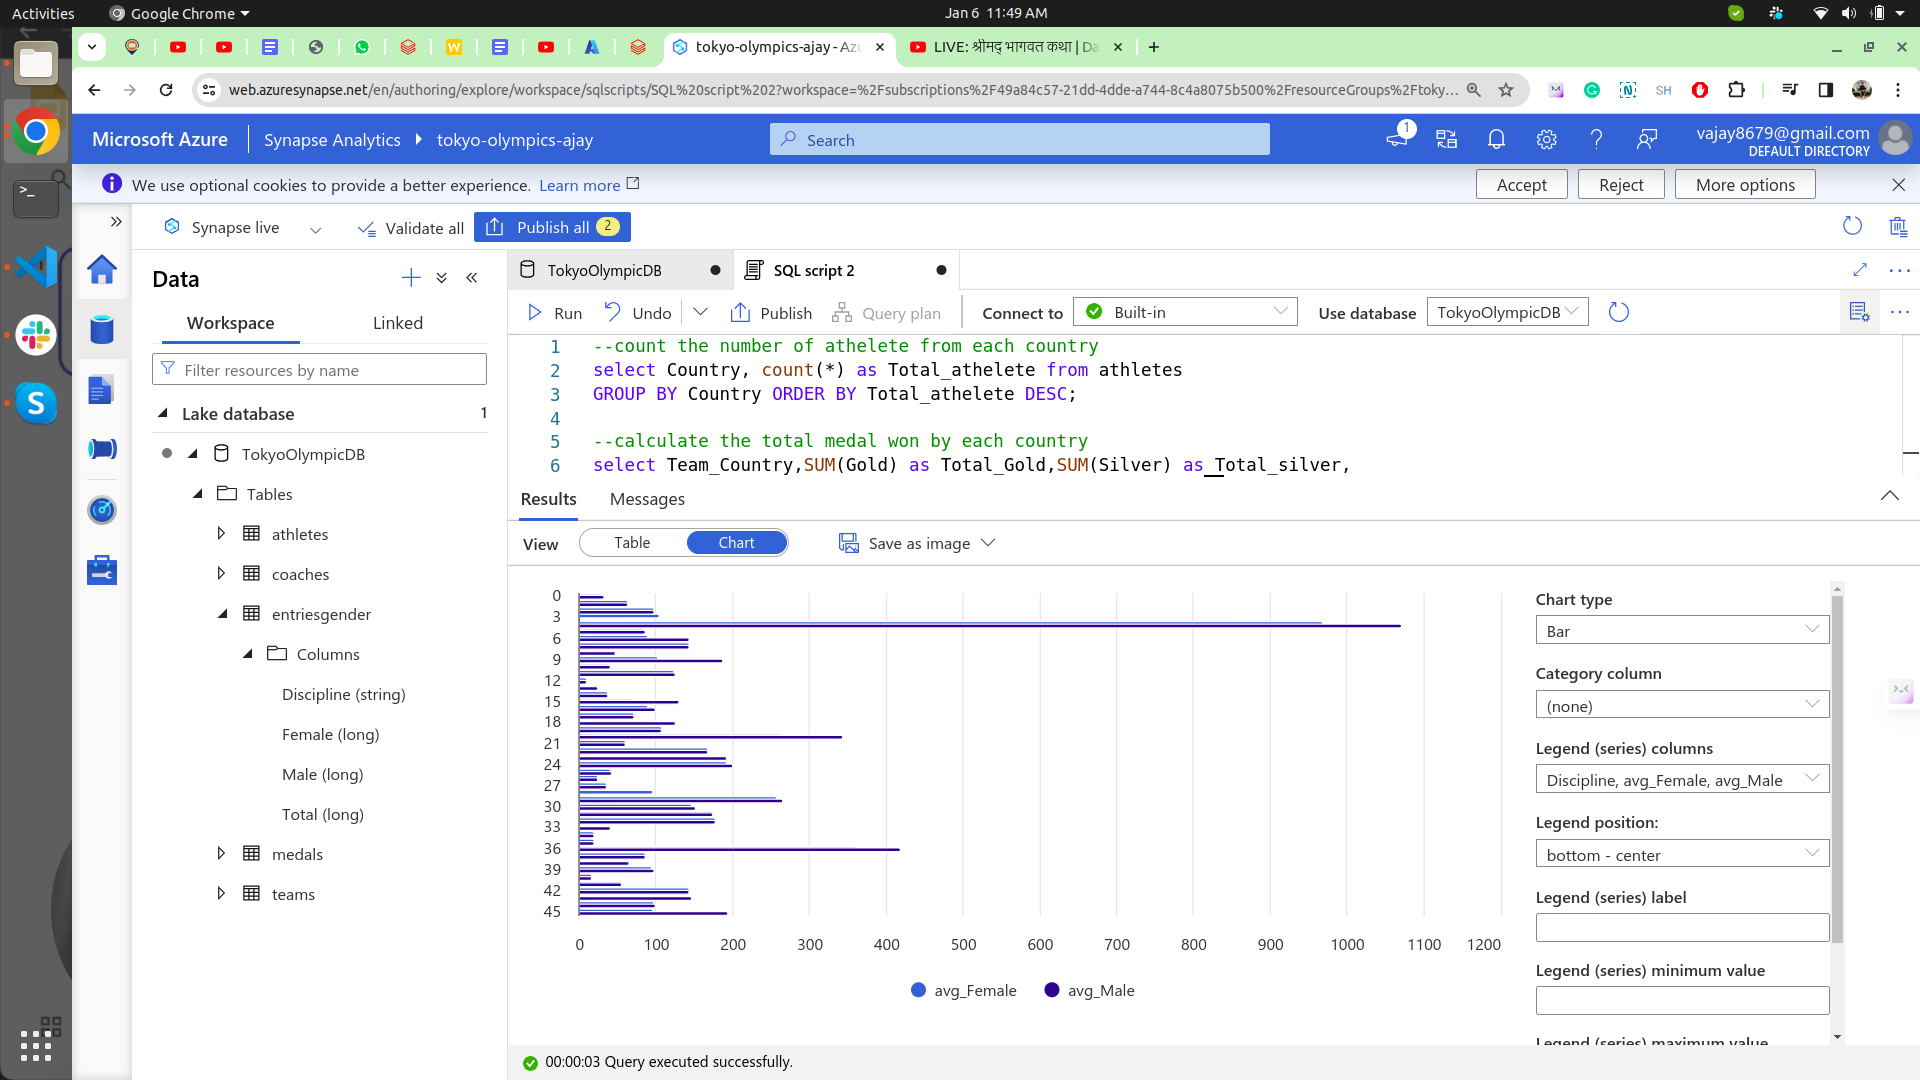 Activities
Google Chrome
Jan 6 11:49 AM
tokyo-olympics-ajay - Azu
LIVE: श्रीमद् भागवत कथा | Da
web.azuresynapse.net/en/authoring/explore/workspace/sqlscripts/SQL%20script%202?workspace=%2Fsubscriptions%2F49a84c57-21dd-4dde-a744-8c4a8075b500%2FresourceGroups%2Ftoky...
SH
Microsoft Azure
Synapse Analytics
tokyo-olympics-ajay
Search
1
vajay8679@gmail.com
DEFAULT DIRECTORY
We use optional cookies to provide a better experience. Learn more
Accept
Reject
More options
Synapse live
Validate all
Publish all 2
Data
Workspace
Linked
Filter resources by name
Lake database 1
TokyoOlympicDB
Tables
athletes
coaches
entriesgender
Columns
Discipline (string)
Female (long)
Male (long)
Total (long)
medals
teams
TokyoOlympicDB
SQL script 2
Run
Undo
Publish
Query plan
Connect to
Built-in
Use database
TokyoOlympicDB
1 --count the number of athelete from each country
2 select Country, count(*) as Total_athelete from athletes
3 GROUP BY Country ORDER BY Total_athelete DESC;
4
5 --calculate the total medal won by each country
6 select Team_Country,SUM(Gold) as Total_Gold,SUM(Silver) as Total_silver,
Results
Messages
View
Table
Chart
Save as image
0
3
6
9
12
15
18
21
24
27
30
33
36
39
42
45
0 100 200 300 400 500 600 700 800 900 1000 1100 1200
avg_Female
avg_Male
Chart type
Bar
Category column
(none)
Legend (series) columns
Discipline, avg_Female, avg_Male
Legend position:
bottom - center
Legend (series) label
Legend (series) minimum value
Legend (series) maximum value
00:00:03 Query executed successfully.